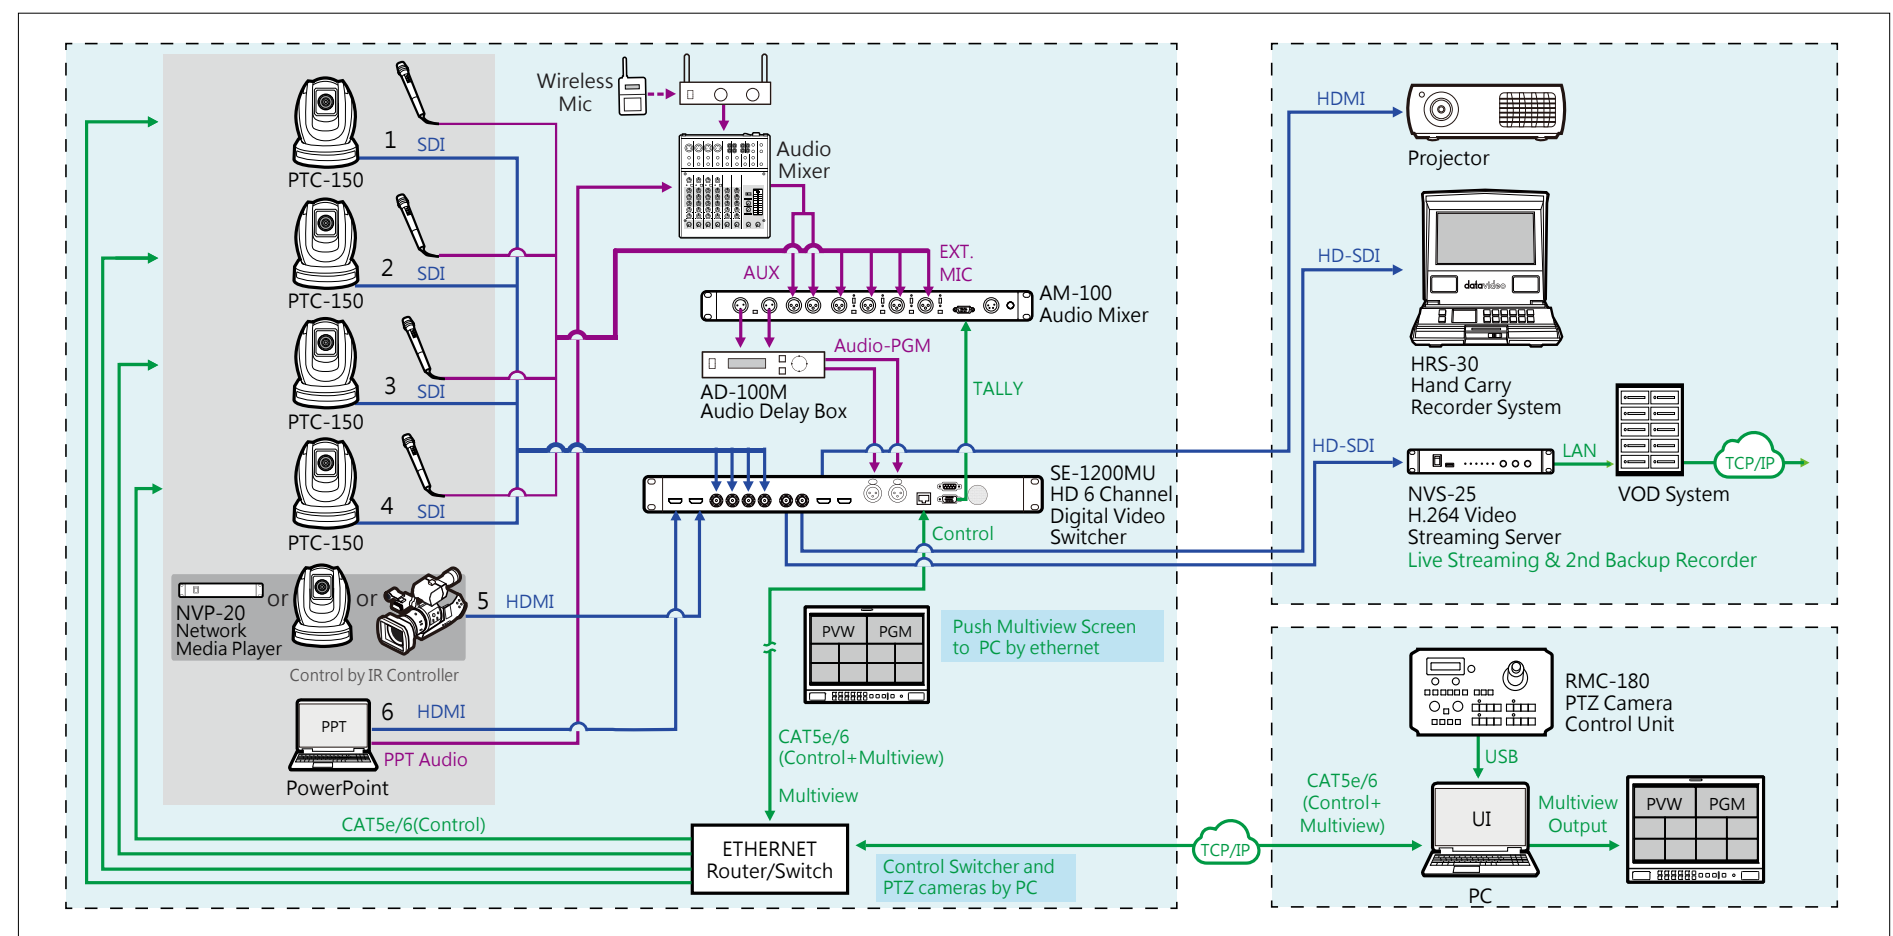 Wireless
Mic
Audio
Mixer
1
SDI
PTC-150
2
SDI
PTC-150
3
SDI
PTC-150
4
SDI
PTC-150
NVP-20
Network
Media Player
or
or
5
HDMI
Control by IR Controller
PPT
6
HDMI
PPT Audio
PowerPoint
CAT5e/6(Control)
AUX
EXT.
MIC
AM-100
Audio Mixer
Audio-PGM
AD-100M
Audio Delay Box
TALLY
SE-1200MU
HD 6 Channel
Digital Video
Switcher
Control
PVW
PGM
Push Multiview Screen
to PC by ethernet
CAT5e/6
(Control+Multiview)
Multiview
ETHERNET
Router/Switch
Control Switcher and
PTZ cameras by PC
TCP/IP
HDMI
Projector
HD-SDI
datavideo
HRS-30
Hand Carry
Recorder System
HD-SDI
LAN
TCP/IP
NVS-25
H.264 Video
Streaming Server
Live Streaming & 2nd Backup Recorder
VOD System
RMC-180
PTZ Camera
Control Unit
USB
CAT5e/6
(Control+
Multiview)
UI
PC
Multiview
Output
PVW
PGM